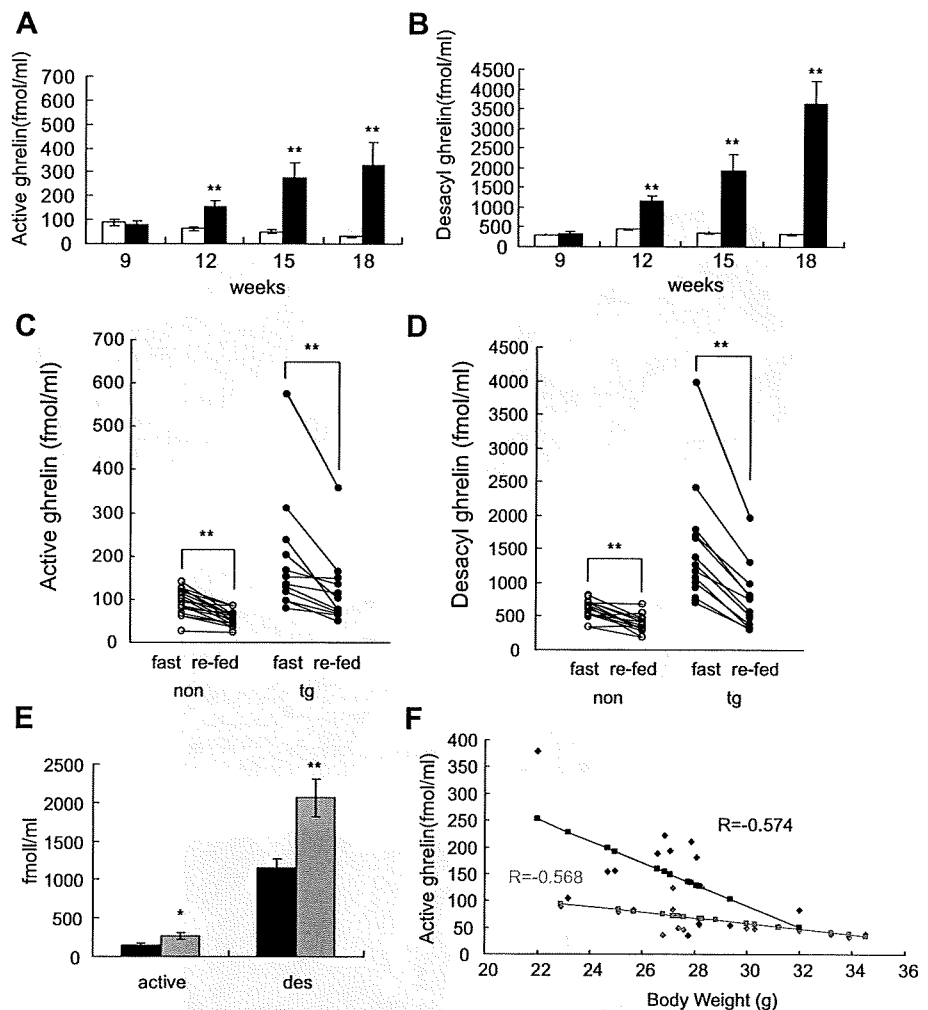 A
Active ghrelin(fmol/ml)
700
600
500
400
300
200
100
0
**
**
**
9 12 15 18
weeks
B
Desacyl ghrelin(fmol/ml)
4500
4000
3500
3000
2500
2000
1500
1000
500
0
**
**
**
9 12 15 18
weeks
C
Active ghrelin (fmol/ml)
700
600
500
400
300
200
100
0
**
**
fast re-fed fast re-fed
non tg
D
Desacyl ghrelin (fmol/ml)
4500
4000
3500
3000
2500
2000
1500
1000
500
0
**
**
fast re-fed fast re-fed
non tg
E
fmoll/ml
2500
2000
1500
1000
500
0
*
**
active des
F
Active ghrelin(fmol/ml)
400
350
300
250
200
150
100
50
0
R=-0.574
R=-0.568
20 22 24 26 28 30 32 34 36
Body Weight (g)